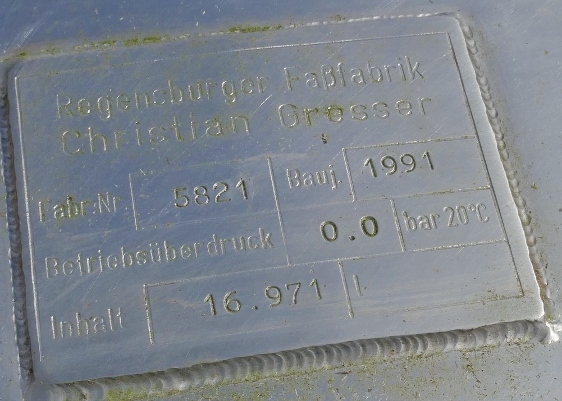 Regensburger Faßfabrik
Christian Gresser
Fabr.Nr. 5821 Bauj. 1991
Betriebsüberdruck 0.0 bar 20°C
Inhalt 16.971 l